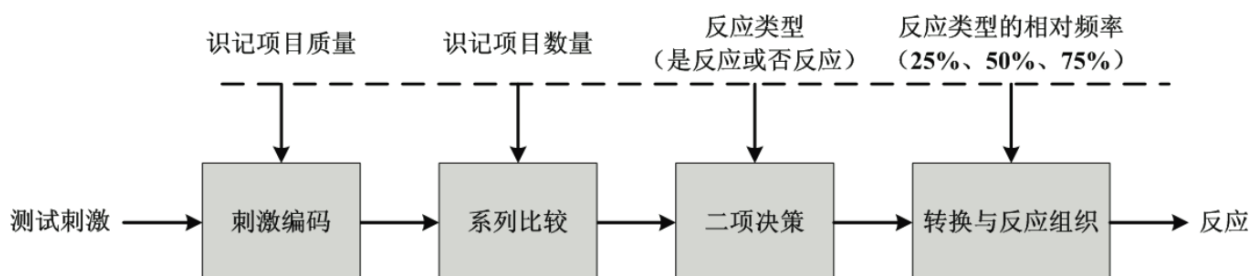 识记项目质量
识记项目数量
反应类型
（是反应或否反应）
反应类型的相对频率
（25%、50%、75%）
测试刺激
刺激编码
系列比较
二项决策
转换与反应组织
反应